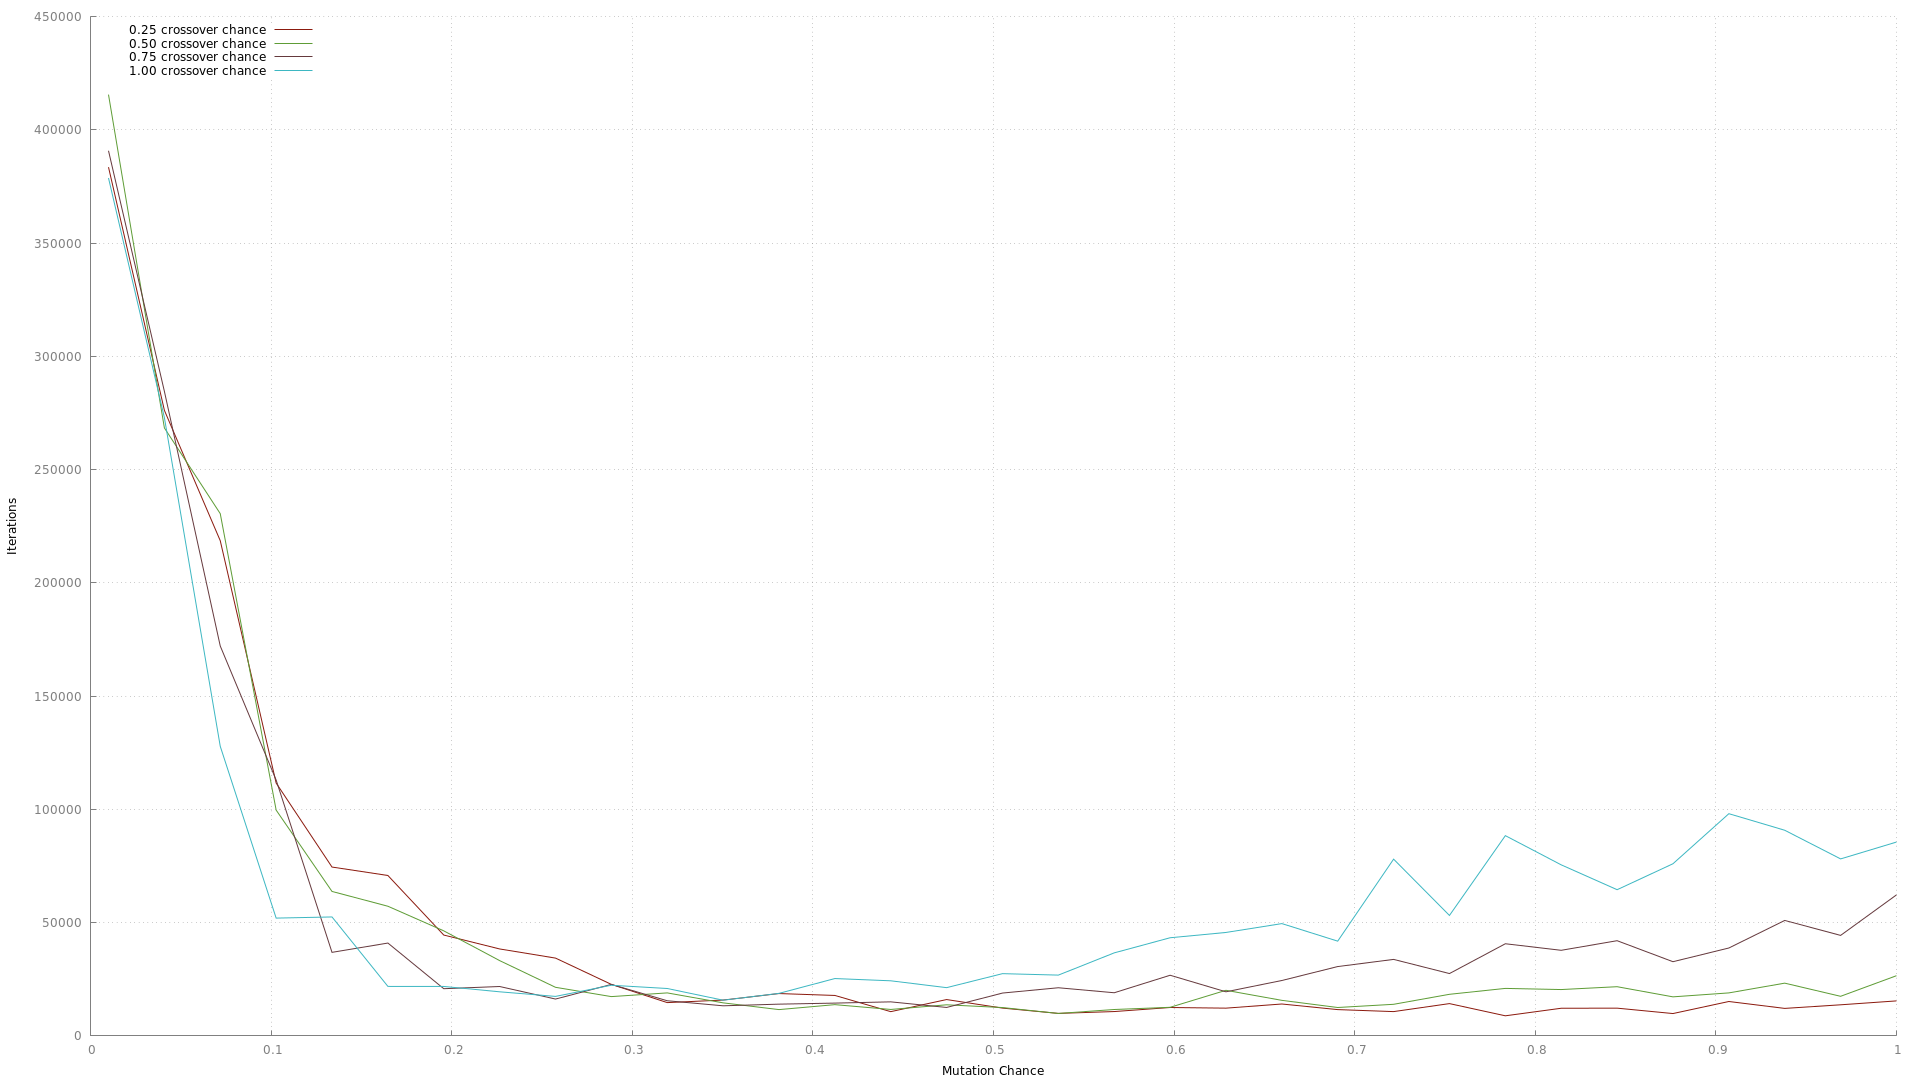 450000
0.25 crossover chance
0.50 crossover chance
0.75 crossover chance
1.00 crossover chance
400000
350000
300000
250000
200000
150000
100000
50000
0
Iterations
0 0.1 0.2 0.3 0.4 0.5 0.6 0.7 0.8 0.9 1
Mutation Chance